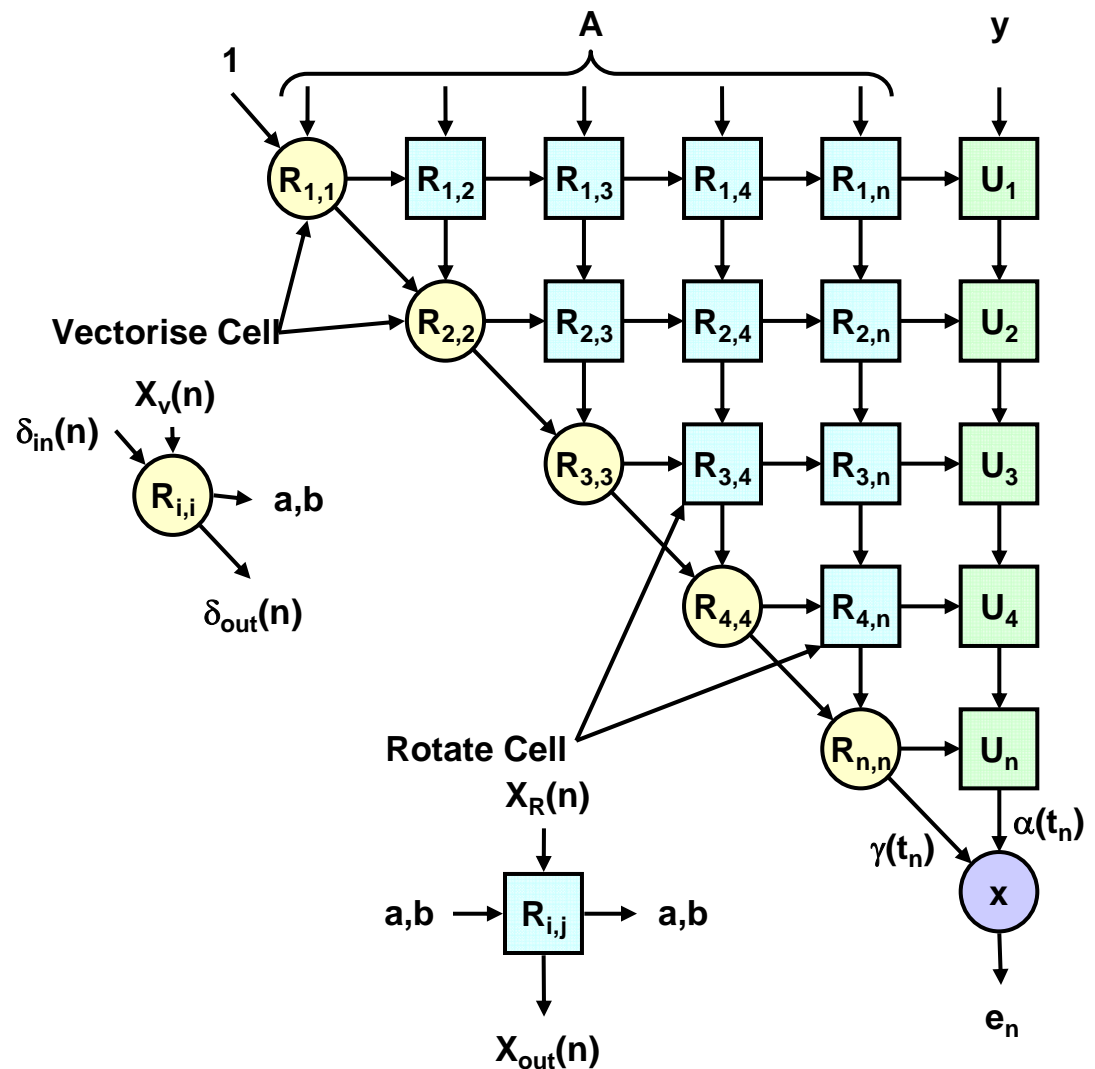 A y
1
R1,1 R1,2 R1,3 R1,4 R1,n U1
Vectorise Cell R2,2 R2,3 R2,4 R2,n U2
Xv(n)
δin(n)
R3,3 R3,4 R3,n U3
Ri,i a,b
δout(n)
R4,4 R4,n U4
Rotate Cell Rn,n Un
XR(n)
γ(tn) α(tn)
x
a,b Ri,j a,b
en
Xout(n)